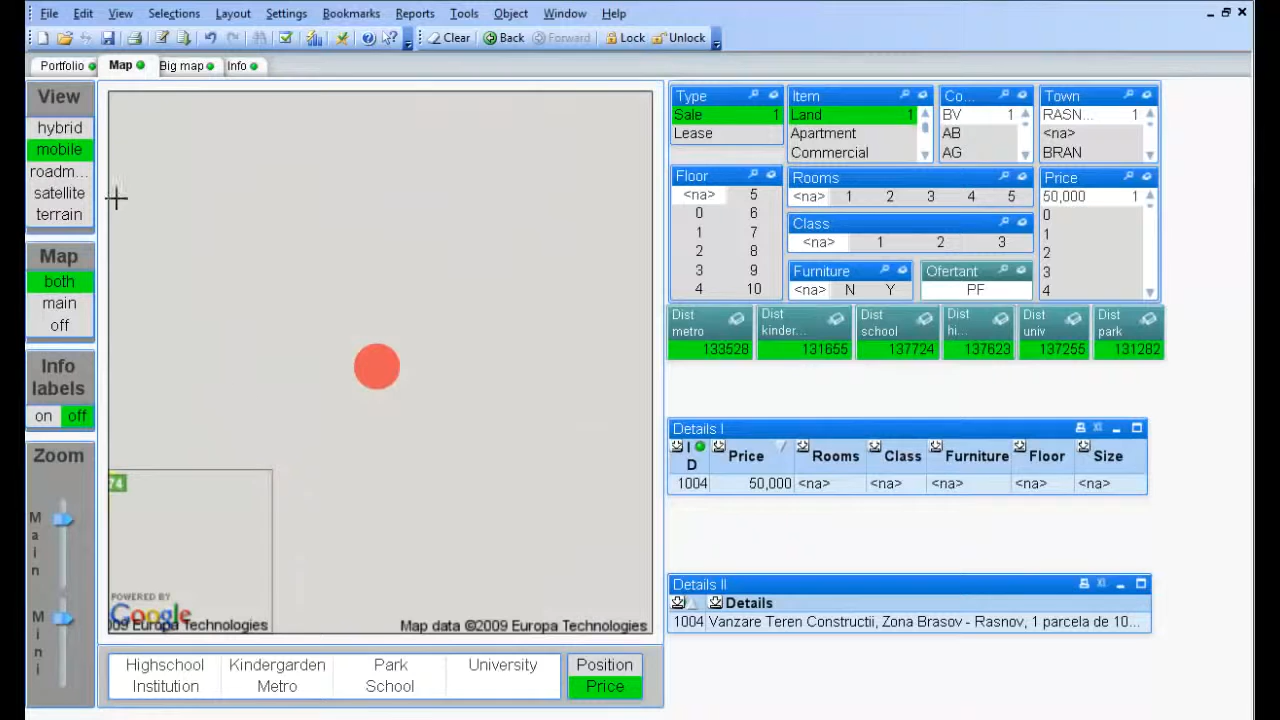 File Edit View Selections Layout Settings Bookmarks Reports Tools Object Window Help
Clear Back Forward Lock Unlock
Portfolio Map Big map Info
View
hybrid
mobile
roadm...
satellite
terrain
Map
both
main
off
Info
labels
on off
Zoom
Main
Mini
74
POWERED BY
Google
009 Europa Technologies
Map data ©2009 Europa Technologies
Highschool Kindergarden Park University
Institution Metro School
Position
Price
Type
Sale 1
Lease
Item
Land 1
Apartment
Commercial
Co...
BV 1
AB
AG
Town
RASN... 1
<na>
BRAN
Floor
<na> 5
0 6
1 7
2 8
3 9
4 10
Rooms
<na> 1 2 3 4 5
Class
<na> 1 2 3
Furniture
<na> N Y
Ofertant
PF
Price
50,000 1
0
1
2
3
4
Dist
metro
133528
Dist
kinder...
131655
Dist
school
137724
Dist
hi...
137623
Dist
univ
137255
Dist
park
131282
Details I
ID Price Rooms Class Furniture Floor Size
1004 50,000 <na> <na> <na> <na> <na>
Details II
Details
1004 Vanzare Teren Constructii, Zona Brasov - Rasnov, 1 parcela de 10...